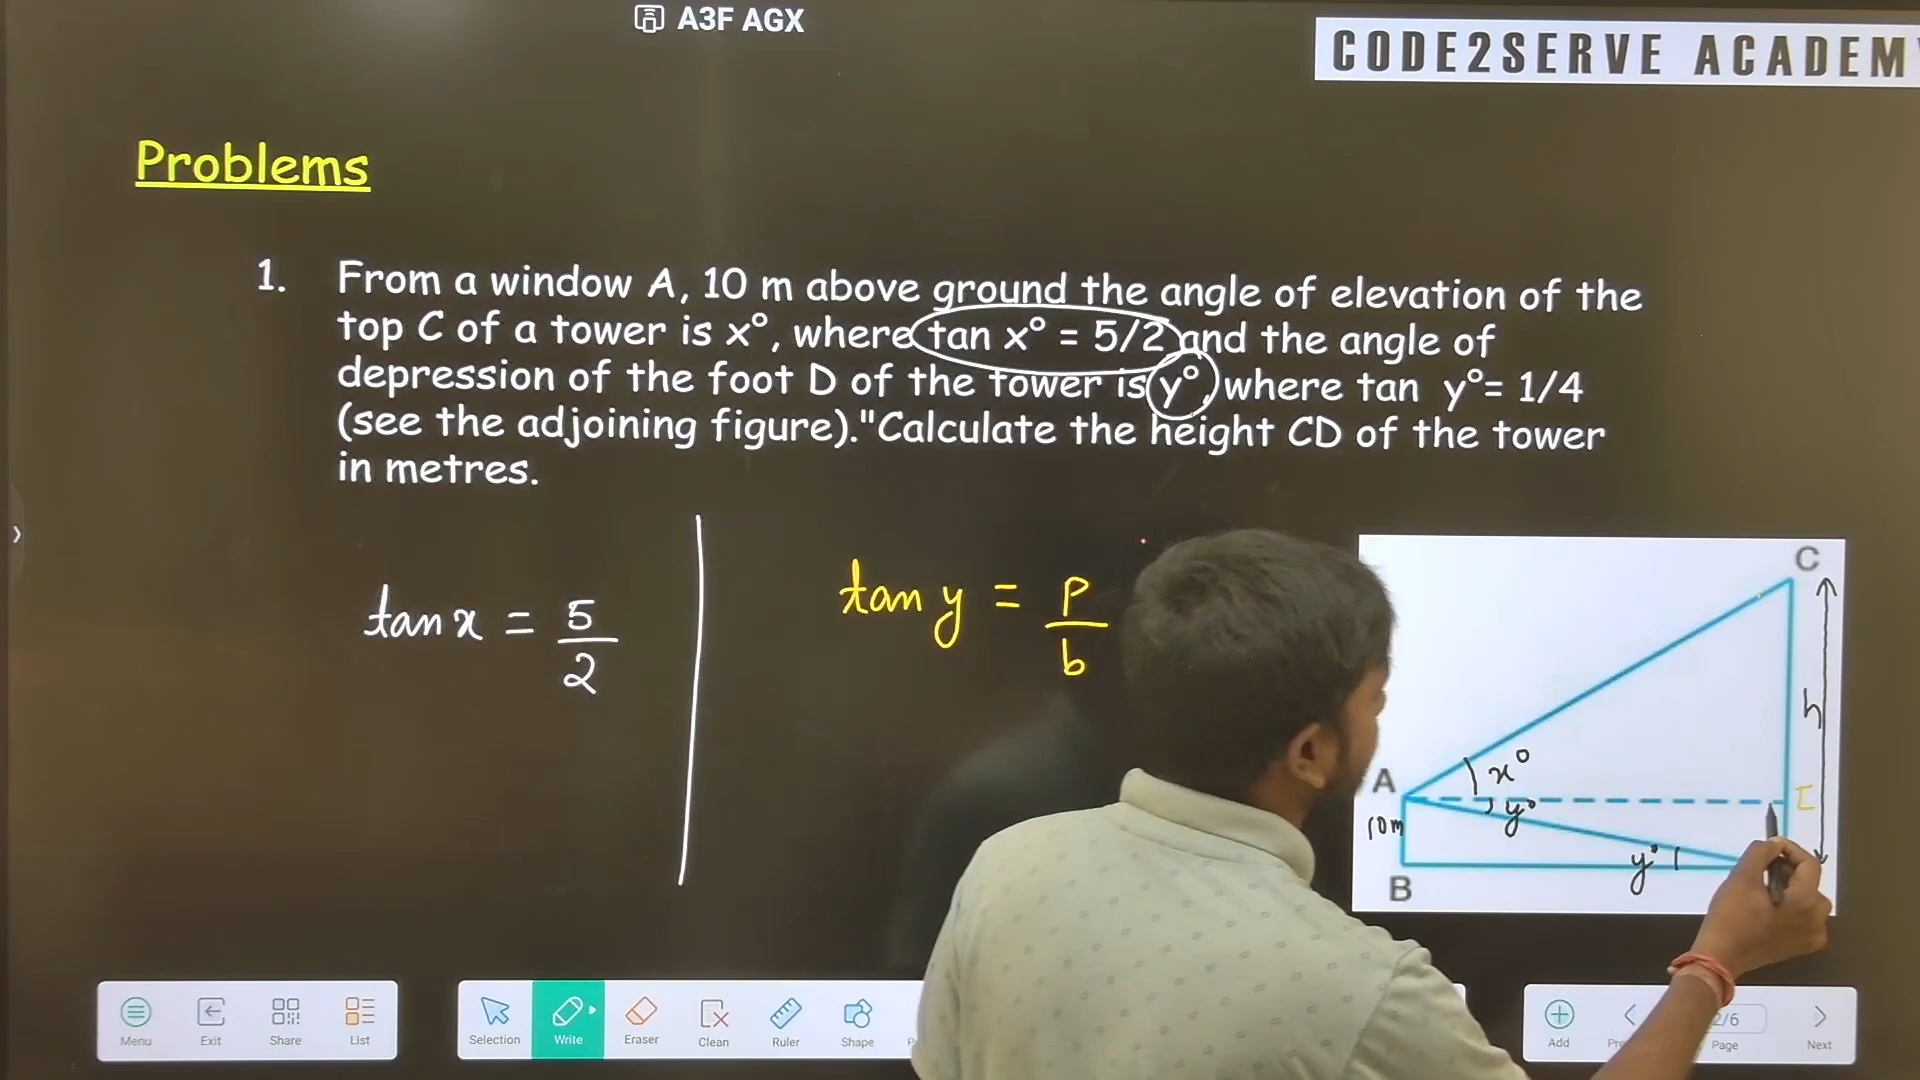 A3F AGX
CODE2SERVE ACADEM
Problems
1. From a window A, 10 m above ground the angle of elevation of the
top C of a tower is x°, where tan x° = 5/2 and the angle of
depression of the foot D of the tower is y°, where tan y°= 1/4
(see the adjoining figure)."Calculate the height CD of the tower
in metres.
tan x = 5/2
tan y = p/b
C
h
x°
A
y°
10m
y°
B
Menu
Exit
Share
List
Selection
Write
Eraser
Clean
Ruler
Shape
Add
2/6
Page
Next